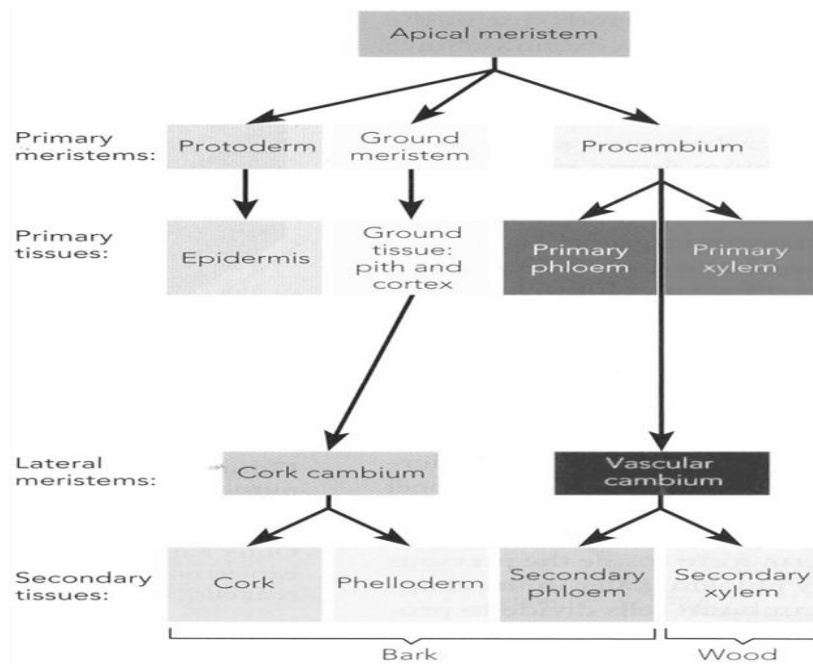 Apical meristem
Primary
meristems:
Protoderm
Ground
meristem
Procambium
Primary
tissues:
Epidermis
Ground
tissue:
pith and
cortex
Primary
phloem
Primary
xylem
Lateral
meristems:
Cork cambium
Vascular
cambium
Secondary
tissues:
Cork
Phelloderm
Secondary
phloem
Secondary
xylem
Bark
Wood